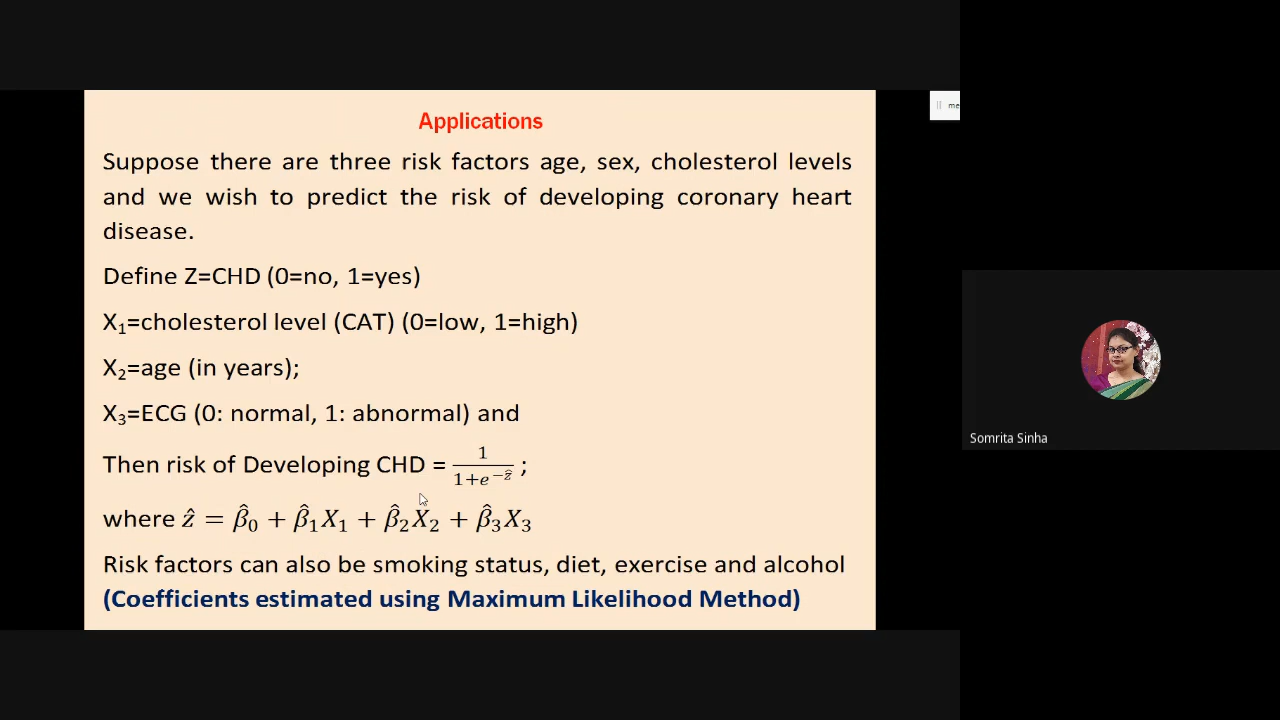 Applications
Suppose there are three risk factors age, sex, cholesterol levels
and we wish to predict the risk of developing coronary heart
disease.
Define Z=CHD (0=no, 1=yes)
X₁=cholesterol level (CAT) (0=low, 1=high)
X₂=age (in years);
X₃=ECG (0: normal, 1: abnormal) and
Then risk of Developing CHD = 1/(1+e^(−ẑ)) ;
where ẑ = β̂₀ + β̂₁X₁ + β̂₂X₂ + β̂₃X₃
Risk factors can also be smoking status, diet, exercise and alcohol
(Coefficients estimated using Maximum Likelihood Method)
me
Somrita Sinha